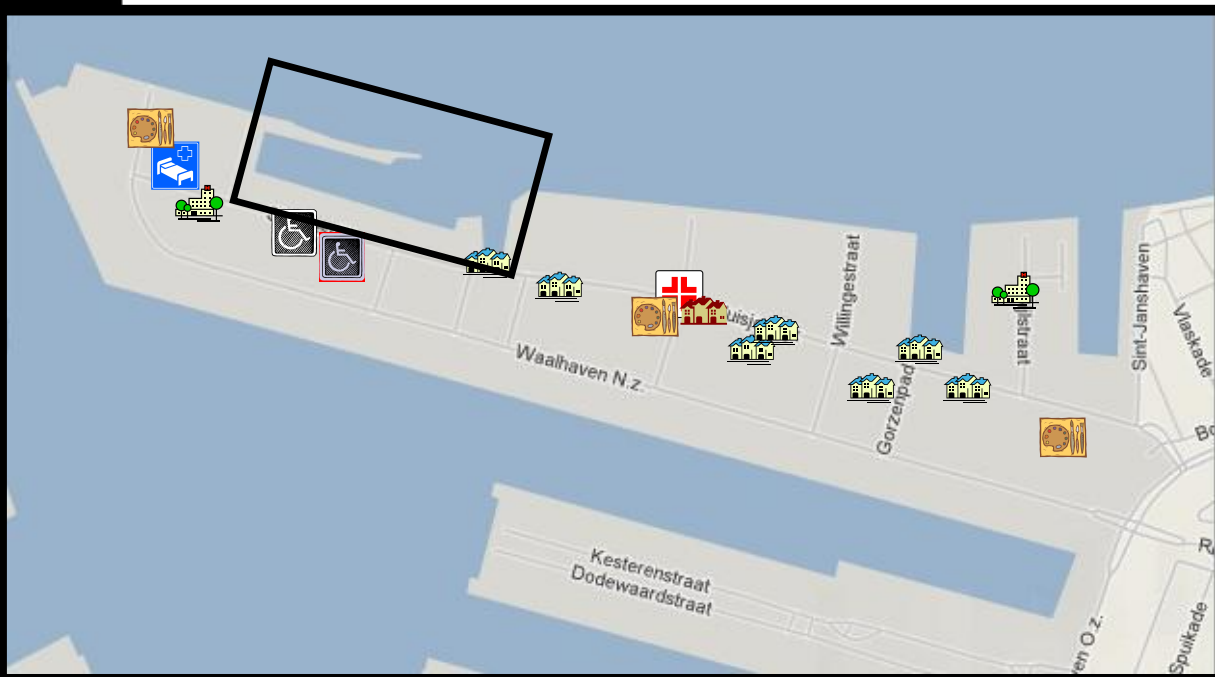 Willingestraat
Sint-Janshaven
Vlaskade
Waalhaven N.z.
Gorzenpad
Kesterenstraat
Dodewaardstraat
Spuikade